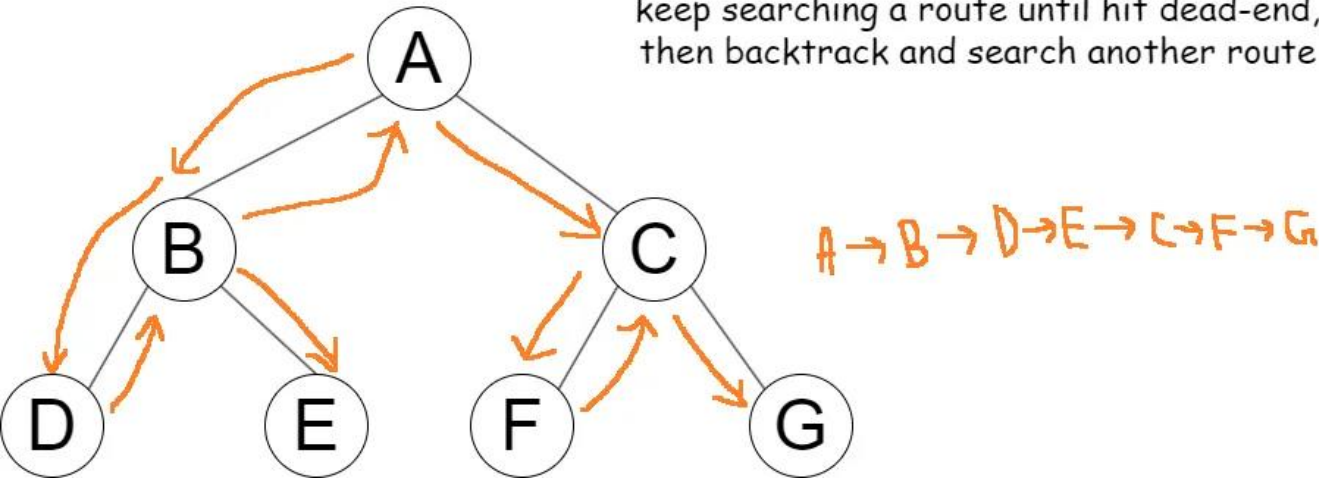 keep searching a route until hit dead-end,
then backtrack and search another route
A
B
C
A → B → D → E → C → F → G
D
E
F
G